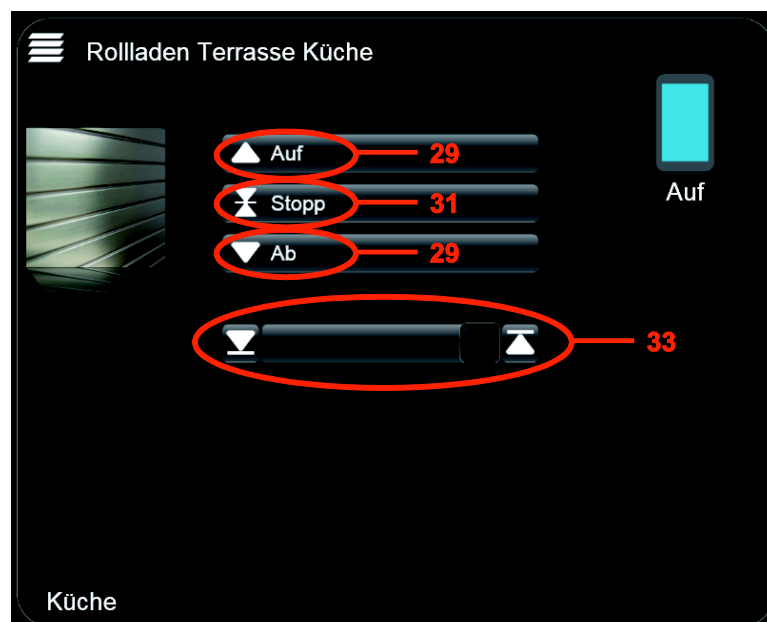 Rollladen Terrasse Küche
Auf 29
Stopp 31
Ab 29
Auf
33
Küche